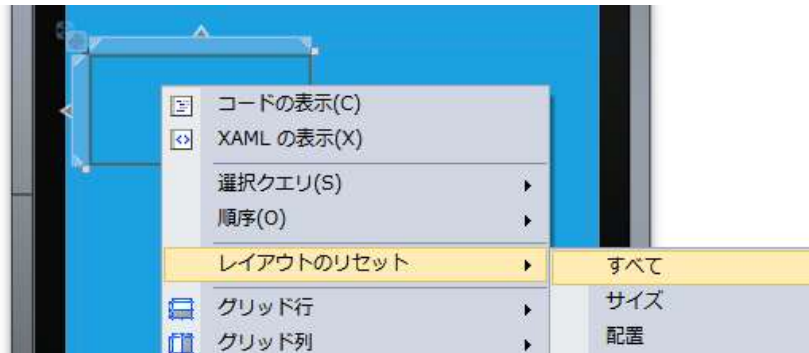 コードの表示(C)
XAML の表示(X)
選択クエリ(S)
順序(O)
レイアウトのリセット
すべて
グリッド行
サイズ
グリッド列
配置